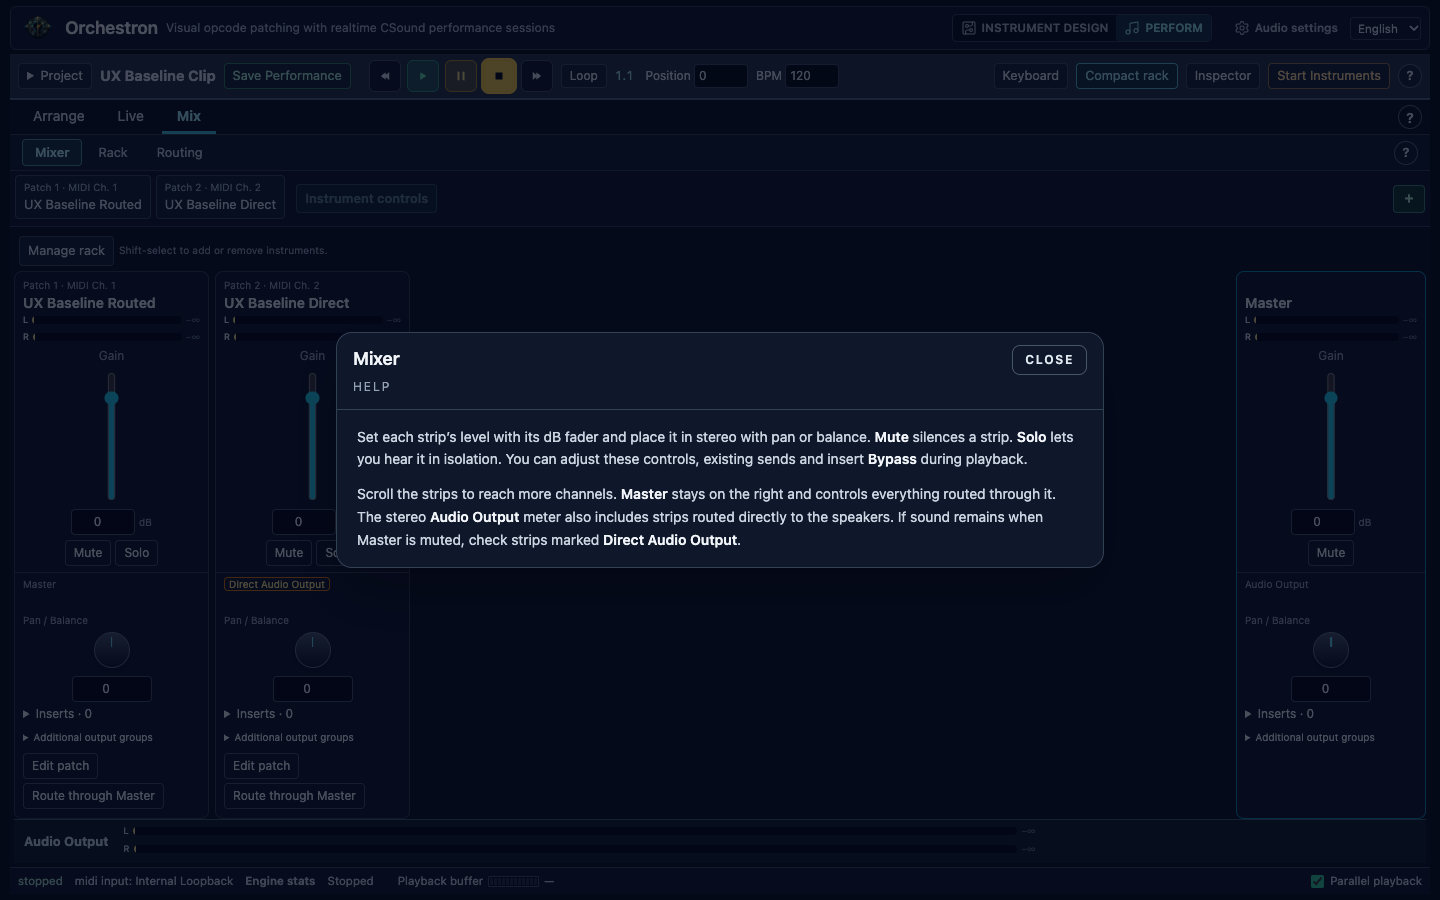 Orchestron Visual opcode patching with realtime CSound performance sessions INSTRUMENT DESIGN PERFORM Audio settings English
Project UX Baseline Clip Save Performance Loop 1.1 Position 0 BPM 120 Keyboard Compact rack Inspector Start Instruments ?
Arrange Live Mix ?
Mixer Rack Routing ?
Patch 1 · MIDI Ch. 1 Patch 2 · MIDI Ch. 2
UX Baseline Routed UX Baseline Direct Instrument controls +
Manage rack Shift-select to add or remove instruments.
Patch 1 · MIDI Ch. 1
UX Baseline Routed
L -∞
R -∞
Gain
0 dB
Mute Solo
Master
Pan / Balance
0
Inserts · 0
Additional output groups
Edit patch
Route through Master
Patch 2 · MIDI Ch. 2
UX Baseline Direct
L -∞
R
Gain
0
Mute
Direct Audio Output
Pan / Balance
0
Inserts · 0
Additional output groups
Edit patch
Route through Master
Mixer CLOSE
HELP
Set each strip’s level with its dB fader and place it in stereo with pan or balance. Mute silences a strip. Solo lets
you hear it in isolation. You can adjust these controls, existing sends and insert Bypass during playback.
Scroll the strips to reach more channels. Master stays on the right and controls everything routed through it.
The stereo Audio Output meter also includes strips routed directly to the speakers. If sound remains when
Master is muted, check strips marked Direct Audio Output.
Master
L -∞
R -∞
Gain
0 dB
Mute
Audio Output
Pan / Balance
0
Inserts · 0
Additional output groups
Audio Output
L -∞
R -∞
stopped midi input: Internal Loopback Engine stats Stopped Playback buffer — Parallel playback